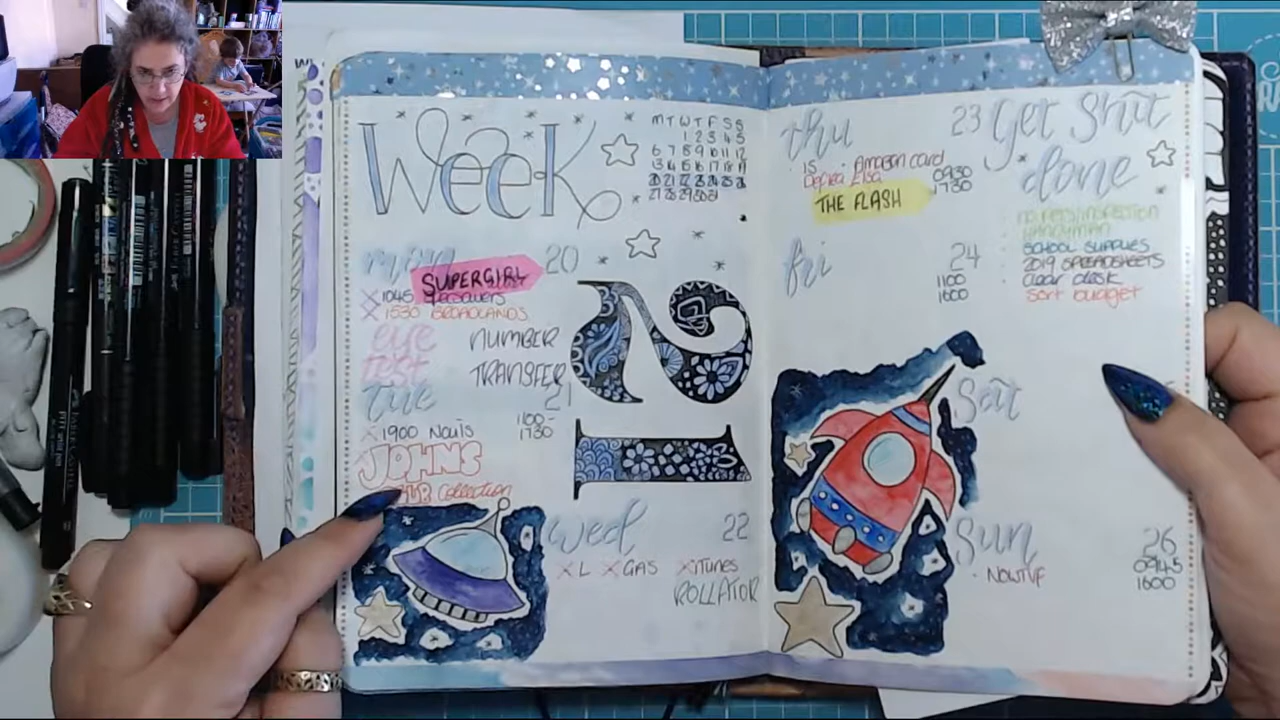 Week
M T W T F S S
1 2 3 4 5
6 7 8 9 10 11 12
13 14 15 16 17 18 19
20 21 22 23 24 25 26
27 28 29 30 31
mon 20
SUPERGIRL
X 1045
X 1530 BROADLANDS
eye test
NUMBER
TRANSFER
tue 21
1100-
1730
X 1900 Nails
JOHNS
Collection
21
wed 22
X L X GAS X iTunes
ROLLATOR
thu 23
15 · Amazon card
0930
1730
THE FLASH
fri 24
1100
1600
Sat
Sun 26
0945
1600
· NOWTVF
Get Shit
done
HANDYMAN
SCHOOL SUPPLIES
2019 SPREADSHEETS
Clear desk
sort budget